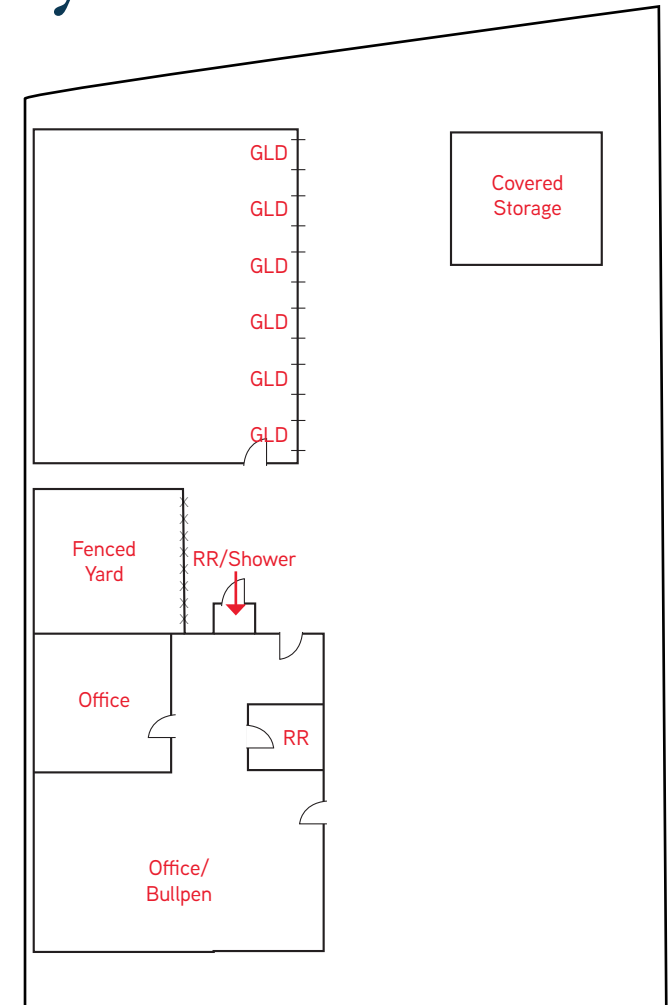 GLD
Covered
Storage
GLD
GLD
GLD
GLD
GLD
Fenced
Yard
RR/Shower
Office
RR
Office/
Bullpen